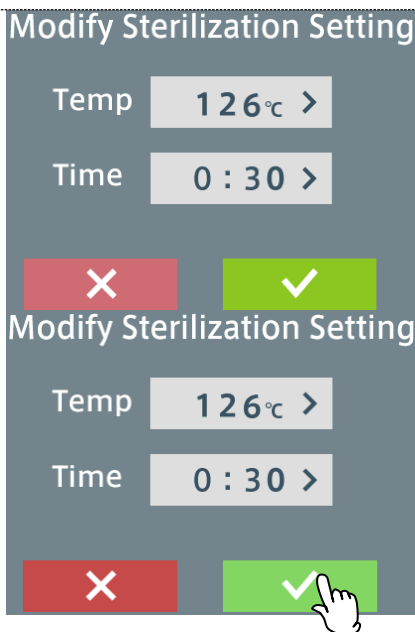 Modify Sterilization Setting
Temp 126℃ >
Time 0:30 >
Modify Sterilization Setting
Temp 126℃ >
Time 0:30 >